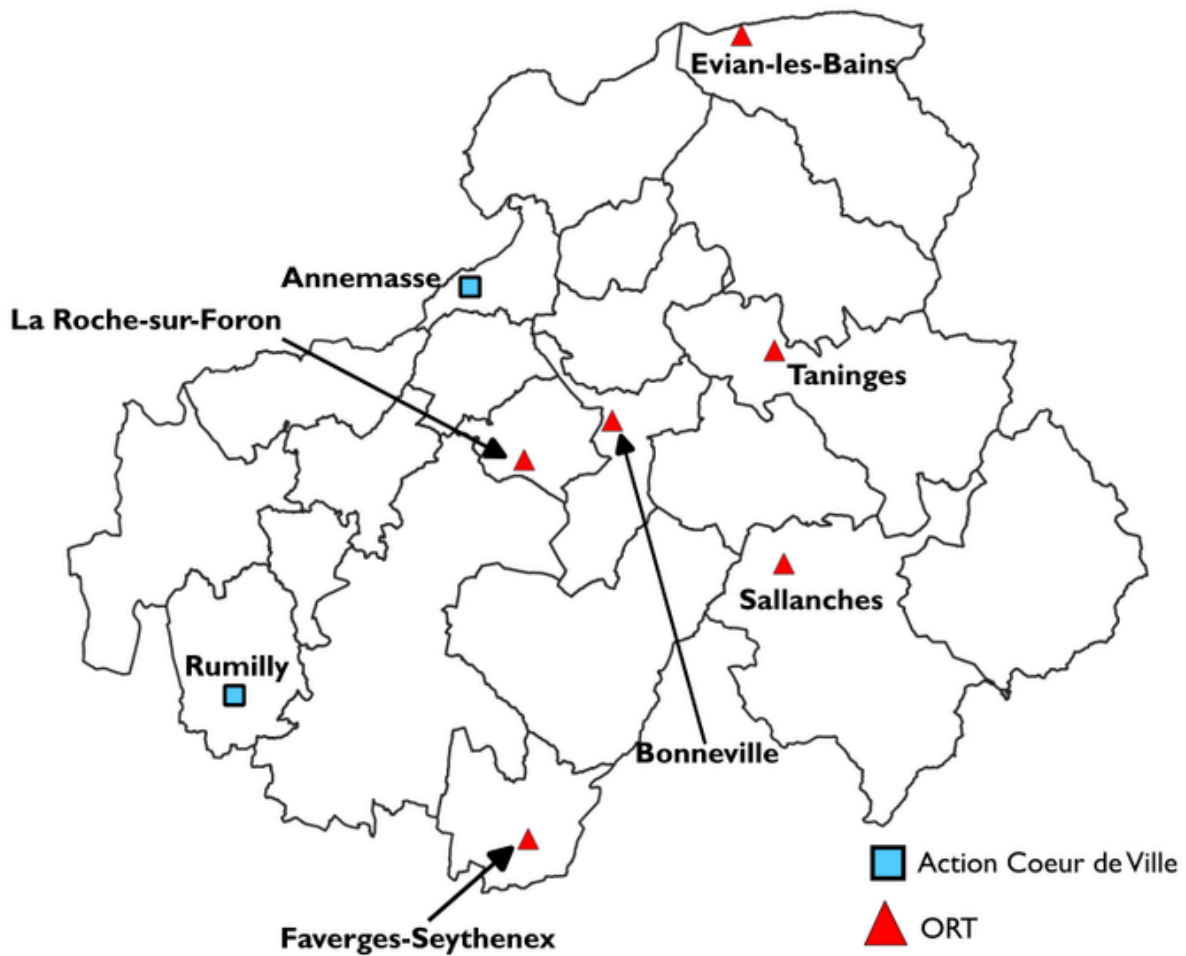 Evian-les-Bains
Annemasse
La Roche-sur-Foron
Taninges
Sallanches
Rumilly
Bonneville
Action Coeur de Ville
ORT
Faverges-Seythenex